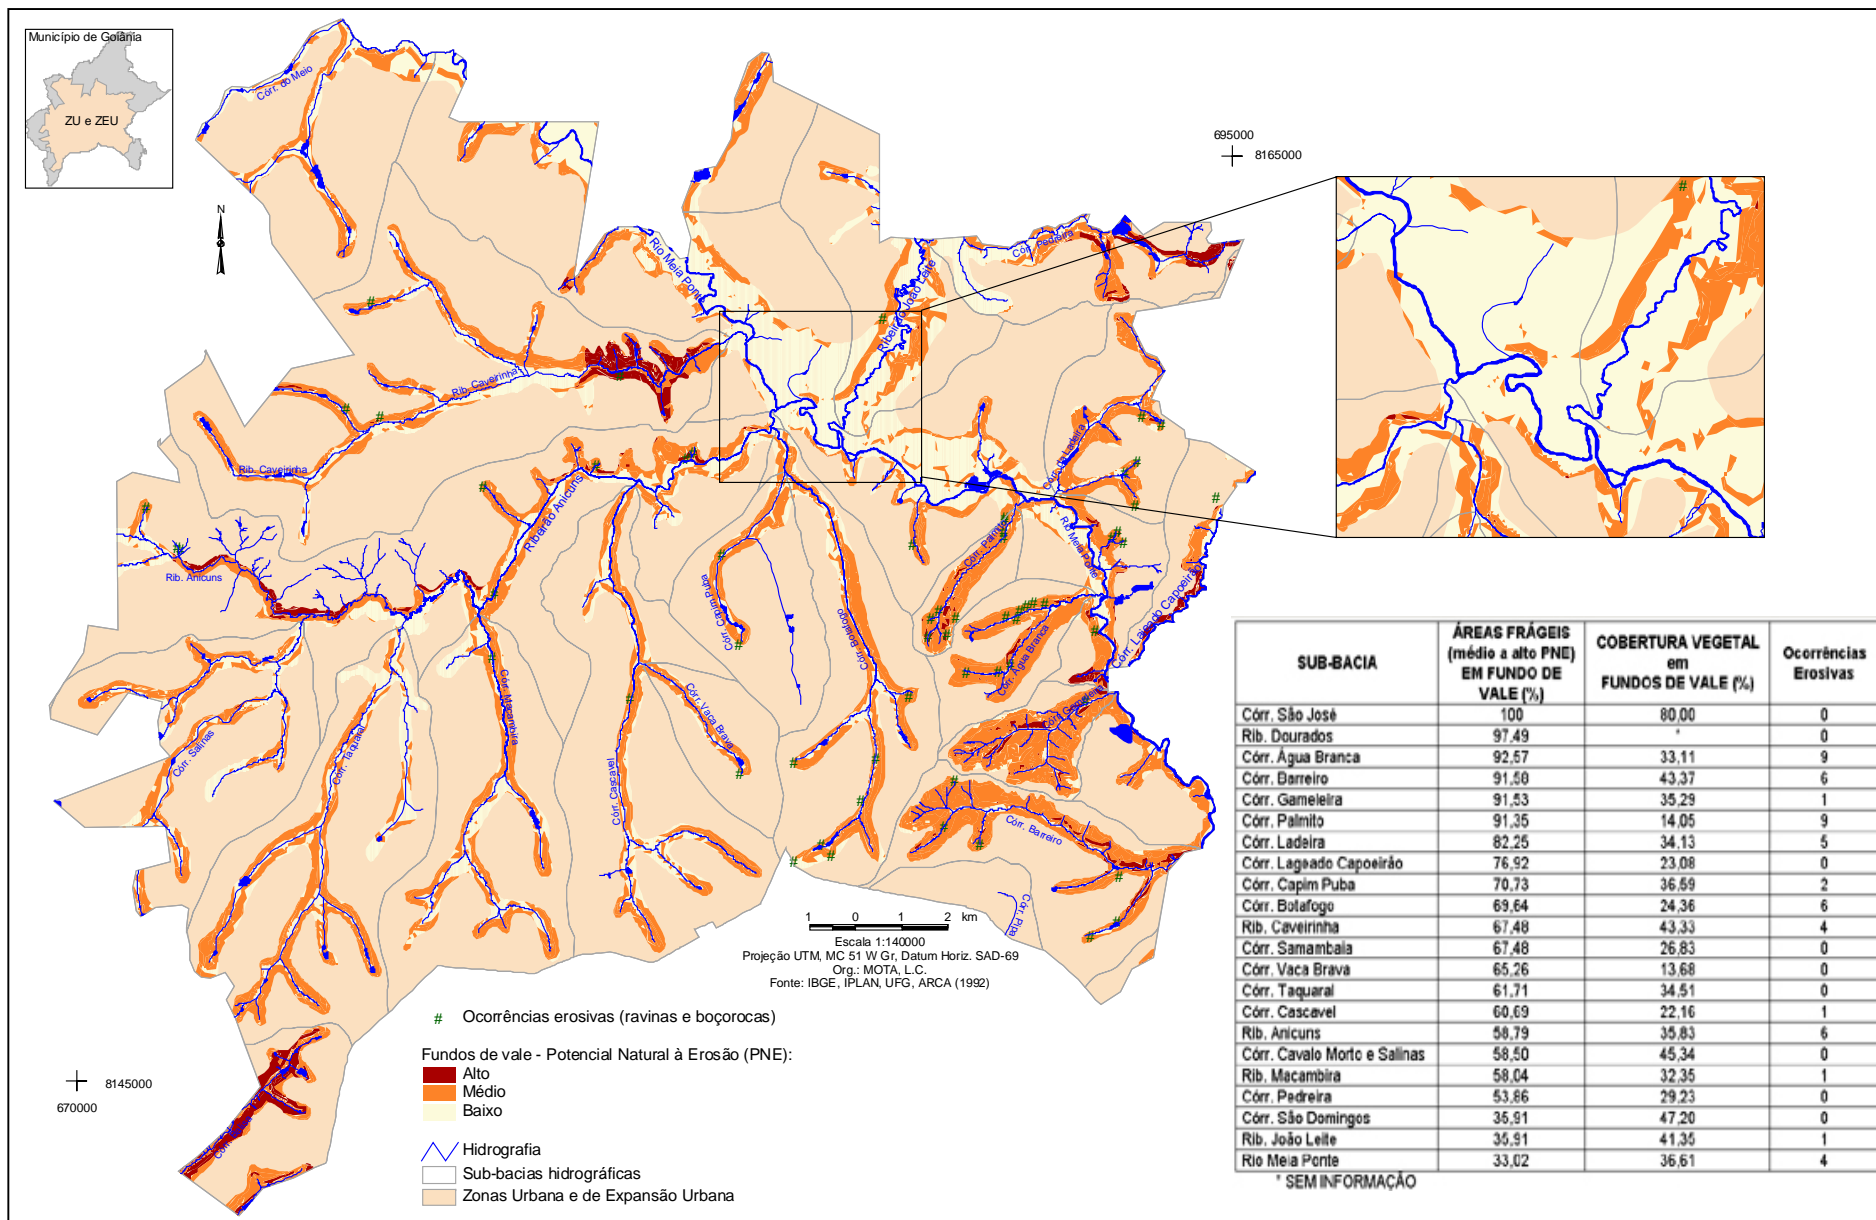 Município de Goiânia
ZU e ZEU
N
695000
8165000
Córr. do Meio
Rio Meia Ponte
Ribeirão João Leite
Córr. Pedreira
Rib. Caveirinha
Rib. Caveirinha
Ribeirão Anicuns
Rib. Anicuns
Córr. da Ladeira
Córr. Palmito
Rio Meia Ponte
Córr. Lageado Capoeirão
Córr. Capim Puba
Córr. Botafogo
Córr. Água Branca
Córr. Gameleira
Córr. Vaca Brava
Córr. Macambira
Córr. Cascavel
Córr. Taquaral
Córr. Salinas
Córr. Barreiro
Córr. Pipa
1 0 1 2 km
Escala 1:140000
Projeção UTM, MC 51 W Gr, Datum Horiz. SAD-69
Org.: MOTA, L.C.
Fonte: IBGE, IPLAN, UFG, ARCA (1992)
# Ocorrências erosivas (ravinas e boçorocas)
Fundos de vale - Potencial Natural à Erosão (PNE):
Alto
Médio
Baixo
Hidrografia
Sub-bacias hidrográficas
Zonas Urbana e de Expansão Urbana
8145000
670000
SUB-BACIA
ÁREAS FRÁGEIS
(médio a alto PNE)
EM FUNDO DE
VALE (%)
COBERTURA VEGETAL
em
FUNDOS DE VALE (%)
Ocorrências
Erosivas
Córr. São José 100 80,00 0
Rib. Dourados 97,49 * 0
Córr. Água Branca 92,57 33,11 9
Córr. Barreiro 91,58 43,37 6
Córr. Gameleira 91,53 35,29 1
Córr. Palmito 91,35 14,05 9
Córr. Ladeira 82,25 34,13 5
Córr. Lageado Capoeirão 76,92 23,08 0
Córr. Capim Puba 70,73 36,59 2
Córr. Botafogo 69,64 24,36 6
Rib. Caveirinha 67,48 43,33 4
Córr. Samambaia 67,48 26,83 0
Córr. Vaca Brava 65,26 13,68 0
Córr. Taquaral 61,71 34,51 0
Córr. Cascavel 60,69 22,16 1
Rib. Anicuns 58,79 35,83 6
Córr. Cavalo Morto e Salinas 58,50 45,34 0
Rib. Macambira 58,04 32,35 1
Córr. Pedreira 53,86 29,23 0
Córr. São Domingos 35,91 47,20 0
Rib. João Leite 35,91 41,35 1
Rio Meia Ponte 33,02 36,61 4
* SEM INFORMAÇÃO